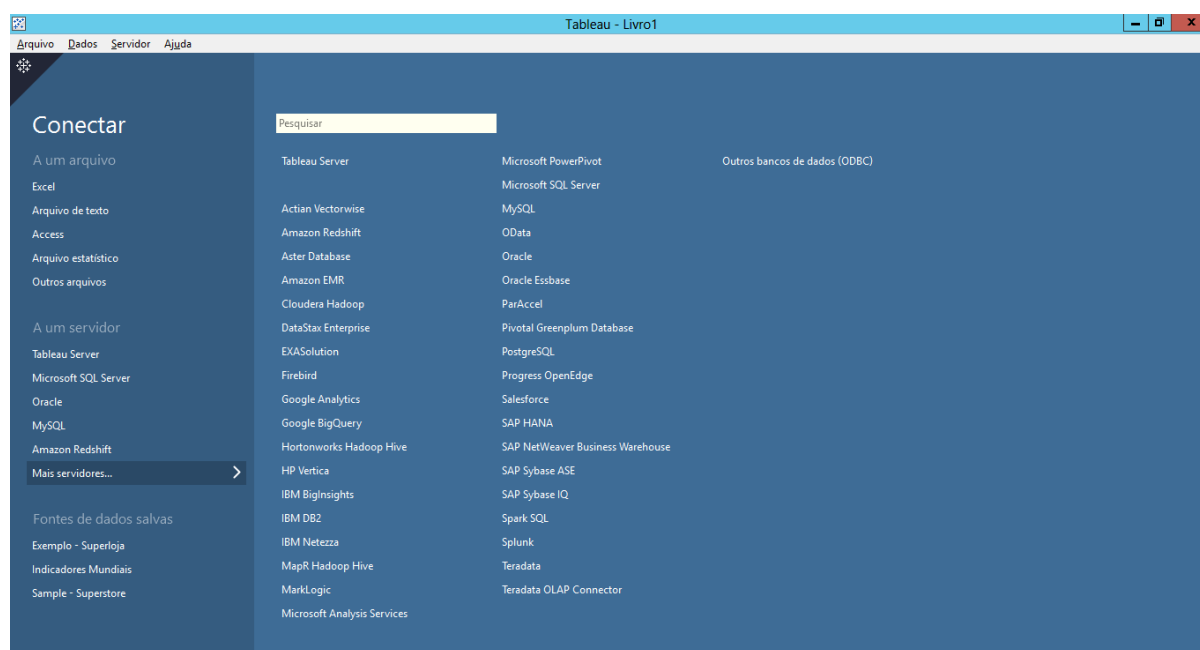 Tableau - Livro1
Arquivo Dados Servidor Ajuda
Conectar
A um arquivo
Excel
Arquivo de texto
Access
Arquivo estatístico
Outros arquivos
A um servidor
Tableau Server
Microsoft SQL Server
Oracle
MySQL
Amazon Redshift
Mais servidores...
Fontes de dados salvas
Exemplo - Superloja
Indicadores Mundiais
Sample - Superstore
Pesquisar
Tableau Server
Actian Vectorwise
Amazon Redshift
Aster Database
Amazon EMR
Cloudera Hadoop
DataStax Enterprise
EXASolution
Firebird
Google Analytics
Google BigQuery
Hortonworks Hadoop Hive
HP Vertica
IBM BigInsights
IBM DB2
IBM Netezza
MapR Hadoop Hive
MarkLogic
Microsoft Analysis Services
Microsoft PowerPivot
Microsoft SQL Server
MySQL
OData
Oracle
Oracle Essbase
ParAccel
Pivotal Greenplum Database
PostgreSQL
Progress OpenEdge
Salesforce
SAP HANA
SAP NetWeaver Business Warehouse
SAP Sybase ASE
SAP Sybase IQ
Spark SQL
Splunk
Teradata
Teradata OLAP Connector
Outros bancos de dados (ODBC)